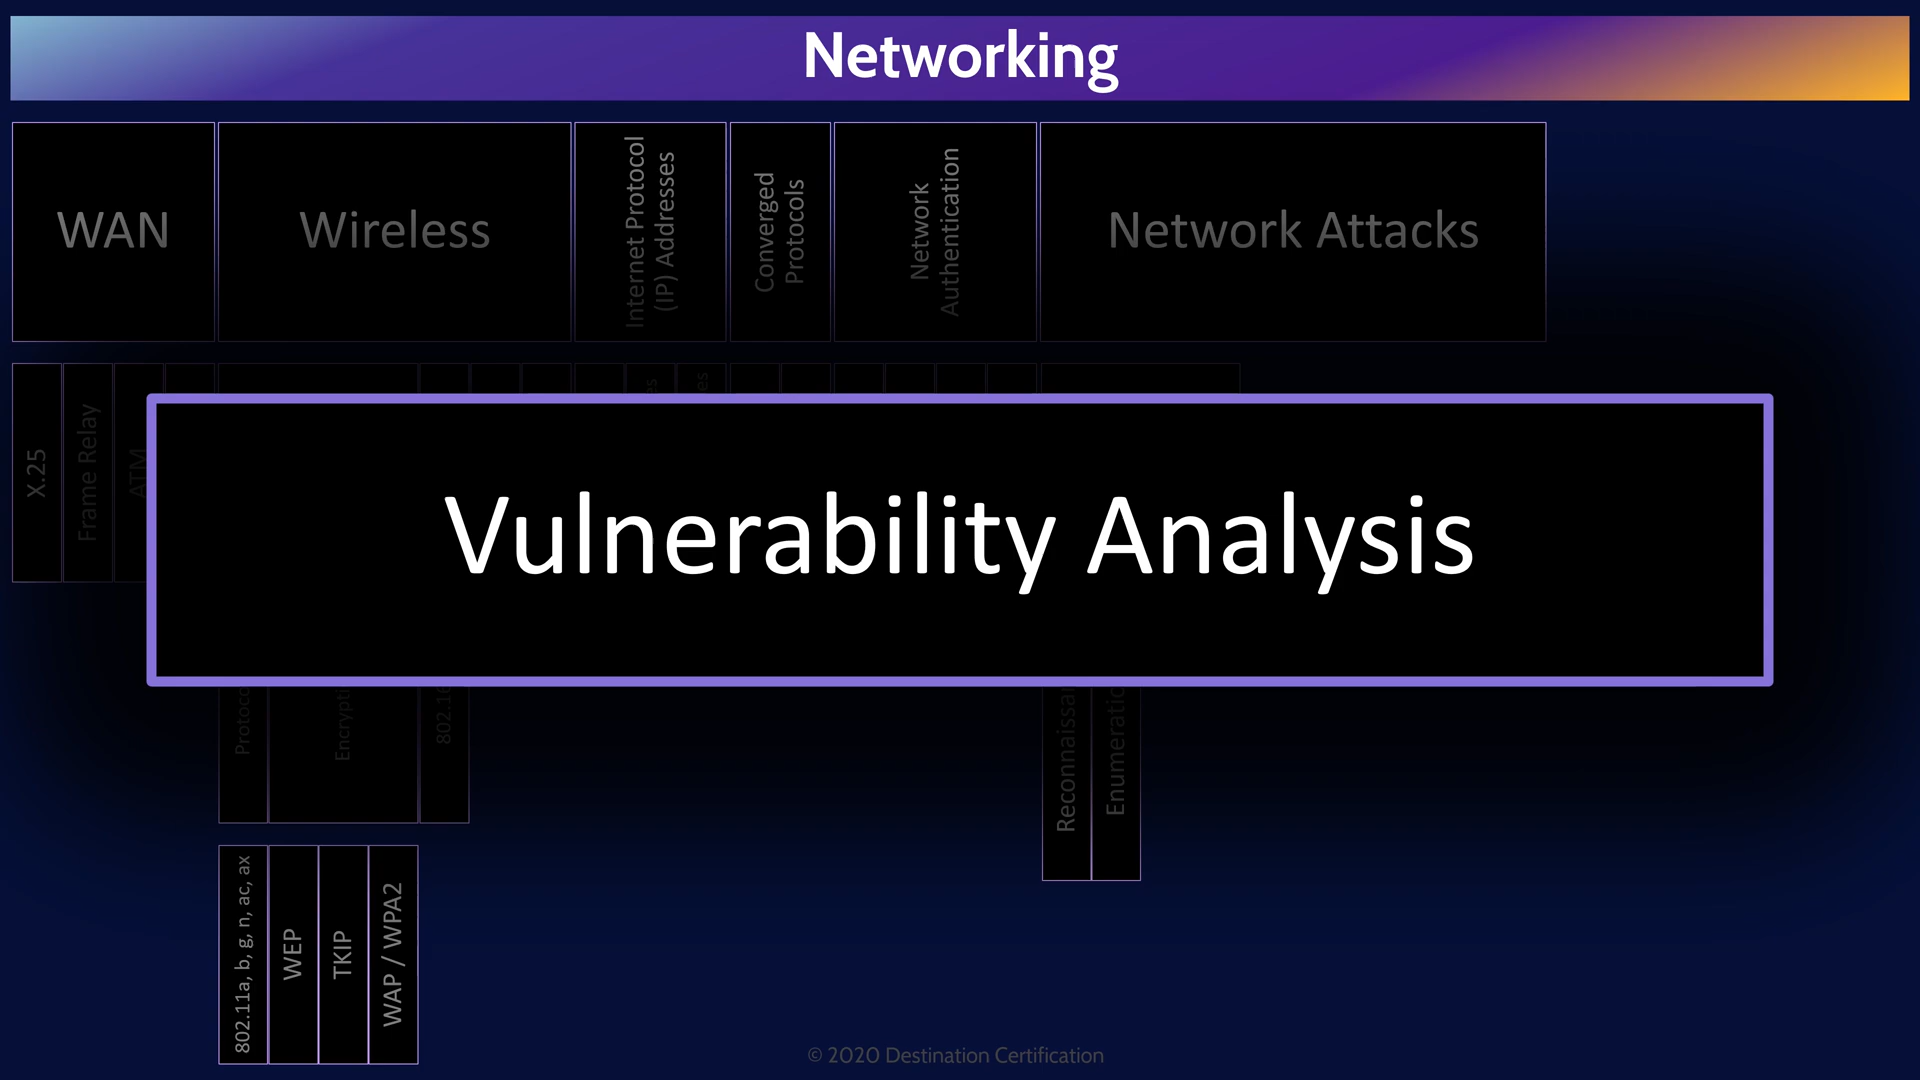 Networking
WAN
Wireless
Internet Protocol
(IP) Addresses
Converged
Protocols
Network
Authentication
Network Attacks
X.25
Frame Relay
ATM
Vulnerability Analysis
802.11a, b, g, n, ac, ax
WEP
TKIP
WAP / WPA2
© 2020 Destination Certification